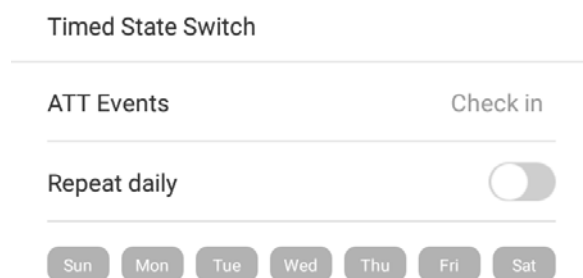 Timed State Switch
ATT Events Check in
Repeat daily
Sun Mon Tue Wed Thu Fri Sat